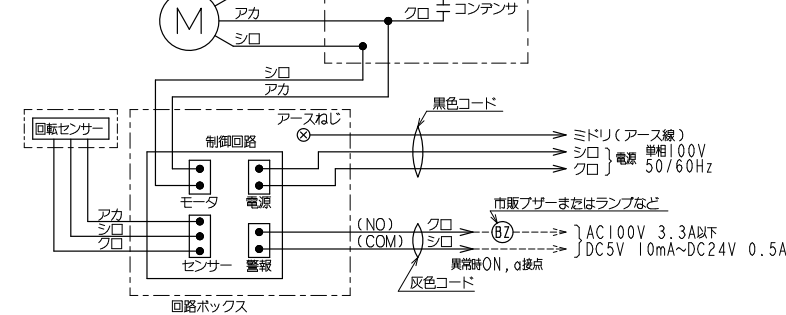 アカ
クロ
コンデンサ
M
シロ
シロ
アカ
黒色コード
アースねじ
回転センサー
制御回路
ミドリ(アース線)
シロ
クロ
電源
単相100V
50/60Hz
モータ
電源
市販ブザーまたはランプなど
アカ
シロ
クロ
(NO)
クロ
(COM)
シロ
BZ
AC100V 3.3A以下
DC5V 10mA~DC24V 0.5A
センサー
警報
異常時ON,a接点
灰色コード
回路ボックス